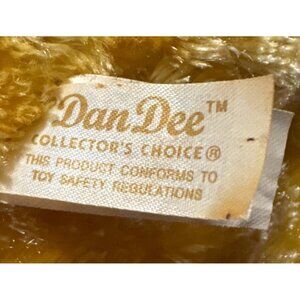 Dan Dee™
COLLECTOR'S CHOICE®
THIS PRODUCT CONFORMS TO
TOY SAFETY REGULATIONS